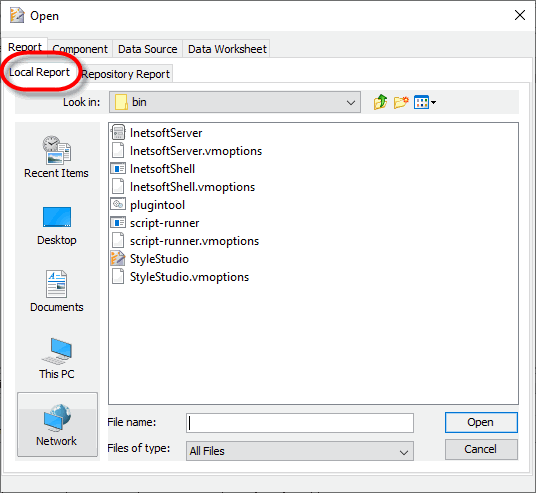 Open
Report Component Data Source Data Worksheet
Local Report Repository Report
Look in: bin
Recent Items
Desktop
Documents
This PC
Network
InetsoftServer
InetsoftServer.vmoptions
InetsoftShell
InetsoftShell.vmoptions
plugintool
script-runner
script-runner.vmoptions
StyleStudio
StyleStudio.vmoptions
File name: Open
Files of type: All Files Cancel